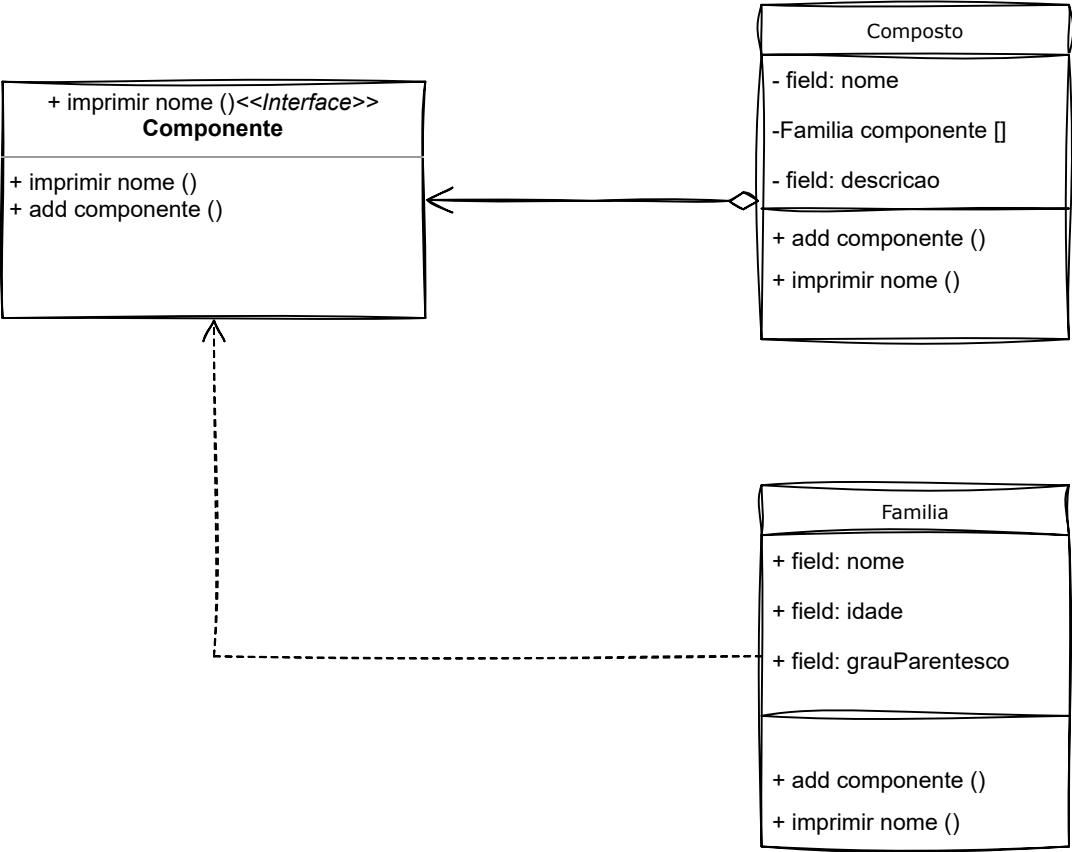 + imprimir nome ()<<Interface>>
Componente
+ imprimir nome ()
+ add componente ()
Composto
- field: nome
-Familia componente []
- field: descricao
+ add componente ()
+ imprimir nome ()
Familia
+ field: nome
+ field: idade
+ field: grauParentesco
+ add componente ()
+ imprimir nome ()